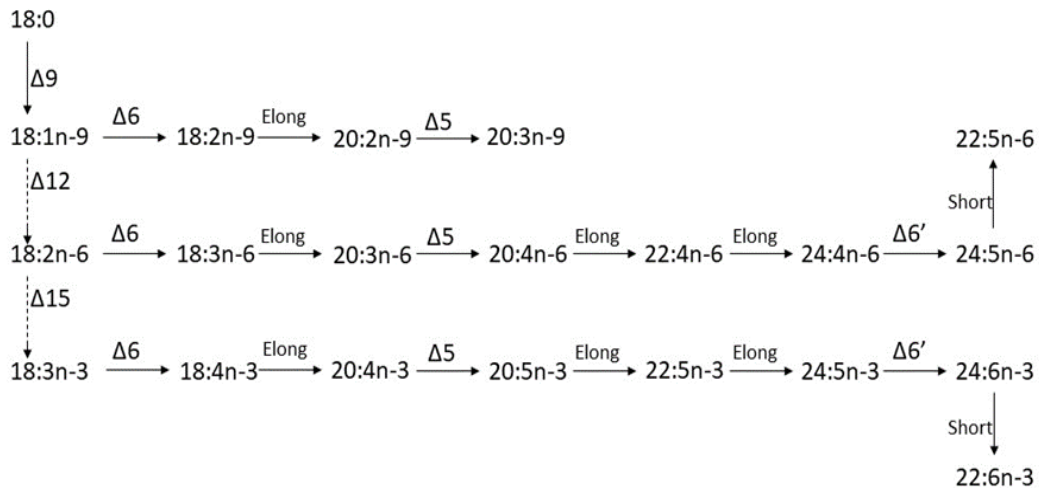 18:0
Δ9
Δ6 Elong Δ5
18:1n-9 18:2n-9 20:2n-9 20:3n-9 22:5n-6
Δ12
Short
Δ6 Elong Δ5 Elong Elong Δ6’
18:2n-6 18:3n-6 20:3n-6 20:4n-6 22:4n-6 24:4n-6 24:5n-6
Δ15
Δ6 Elong Δ5 Elong Elong Δ6’
18:3n-3 18:4n-3 20:4n-3 20:5n-3 22:5n-3 24:5n-3 24:6n-3
Short
22:6n-3